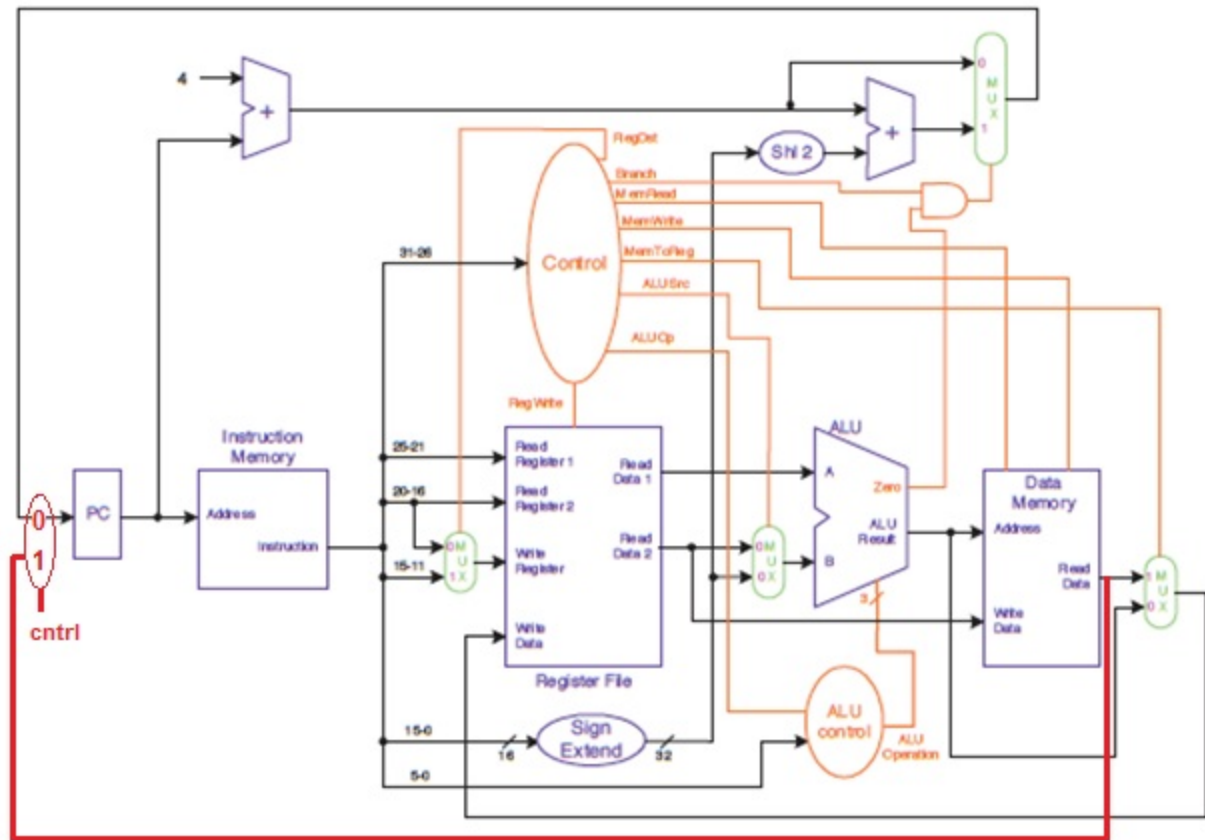 4
+
+
Shl 2
0
M
U
X
1
RegDst
Branch
MemRead
MemWrite
MemToReg
ALUSrc
ALUOp
Control
31-26
RegWrite
Instruction
Memory
Address
Instruction
PC
0
1
cntrl
25-21
20-16
15-11
0 M
U
1 X
Read
Register 1
Read
Register 2
Write
Register
Write
Data
Read
Data 1
Read
Data 2
Register File
0 M
U
0 X
ALU
A
B
Zero
ALU
Result
3
Data
Memory
Address
Read
Data
Write
Data
1 M
U
0 X
15-0
16
Sign
Extend
32
5-0
ALU
control
ALU
Operation